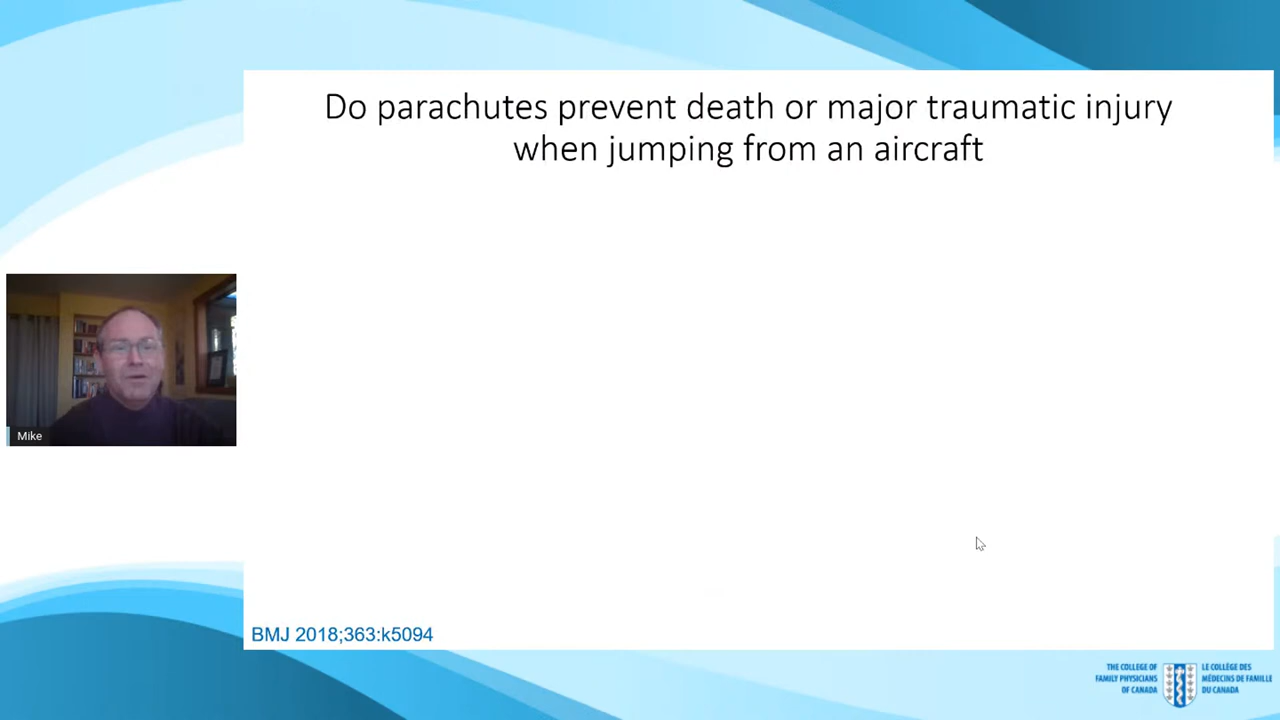 Do parachutes prevent death or major traumatic injury
when jumping from an aircraft
Mike
BMJ 2018;363:k5094
THE COLLEGE OF
FAMILY PHYSICIANS
OF CANADA
LE COLLÈGE DES
MÉDECINS DE FAMILLE
DU CANADA